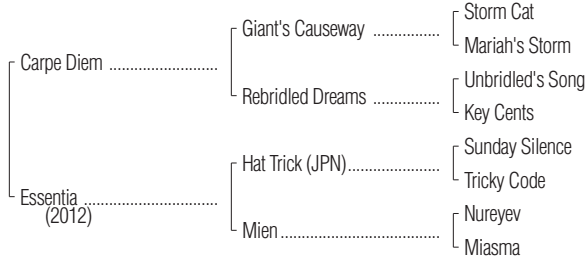 Storm Cat
Giant's Causeway ................
Mariah's Storm
Carpe Diem ..........................
Unbridled's Song
Rebridled Dreams ................
Key Cents
Sunday Silence
Hat Trick (JPN)......................
Tricky Code
Essentia ................................
(2012)
Nureyev
Mien ......................................
Miasma